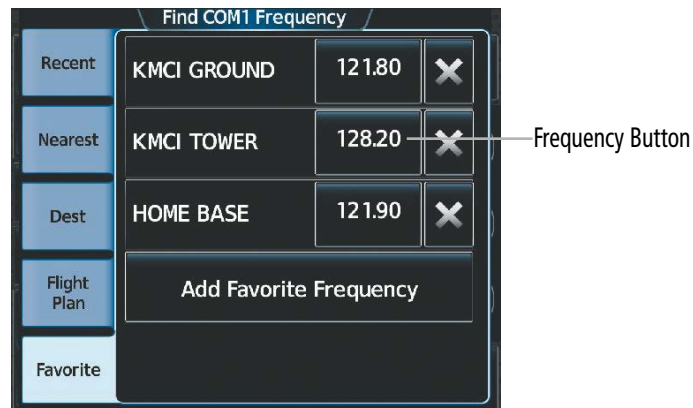 Find COM1 Frequency
Recent
Nearest
Dest
Flight
Plan
Favorite
KMCI GROUND 121.80
KMCI TOWER 128.20
HOME BASE 121.90
Add Favorite Frequency
Frequency Button